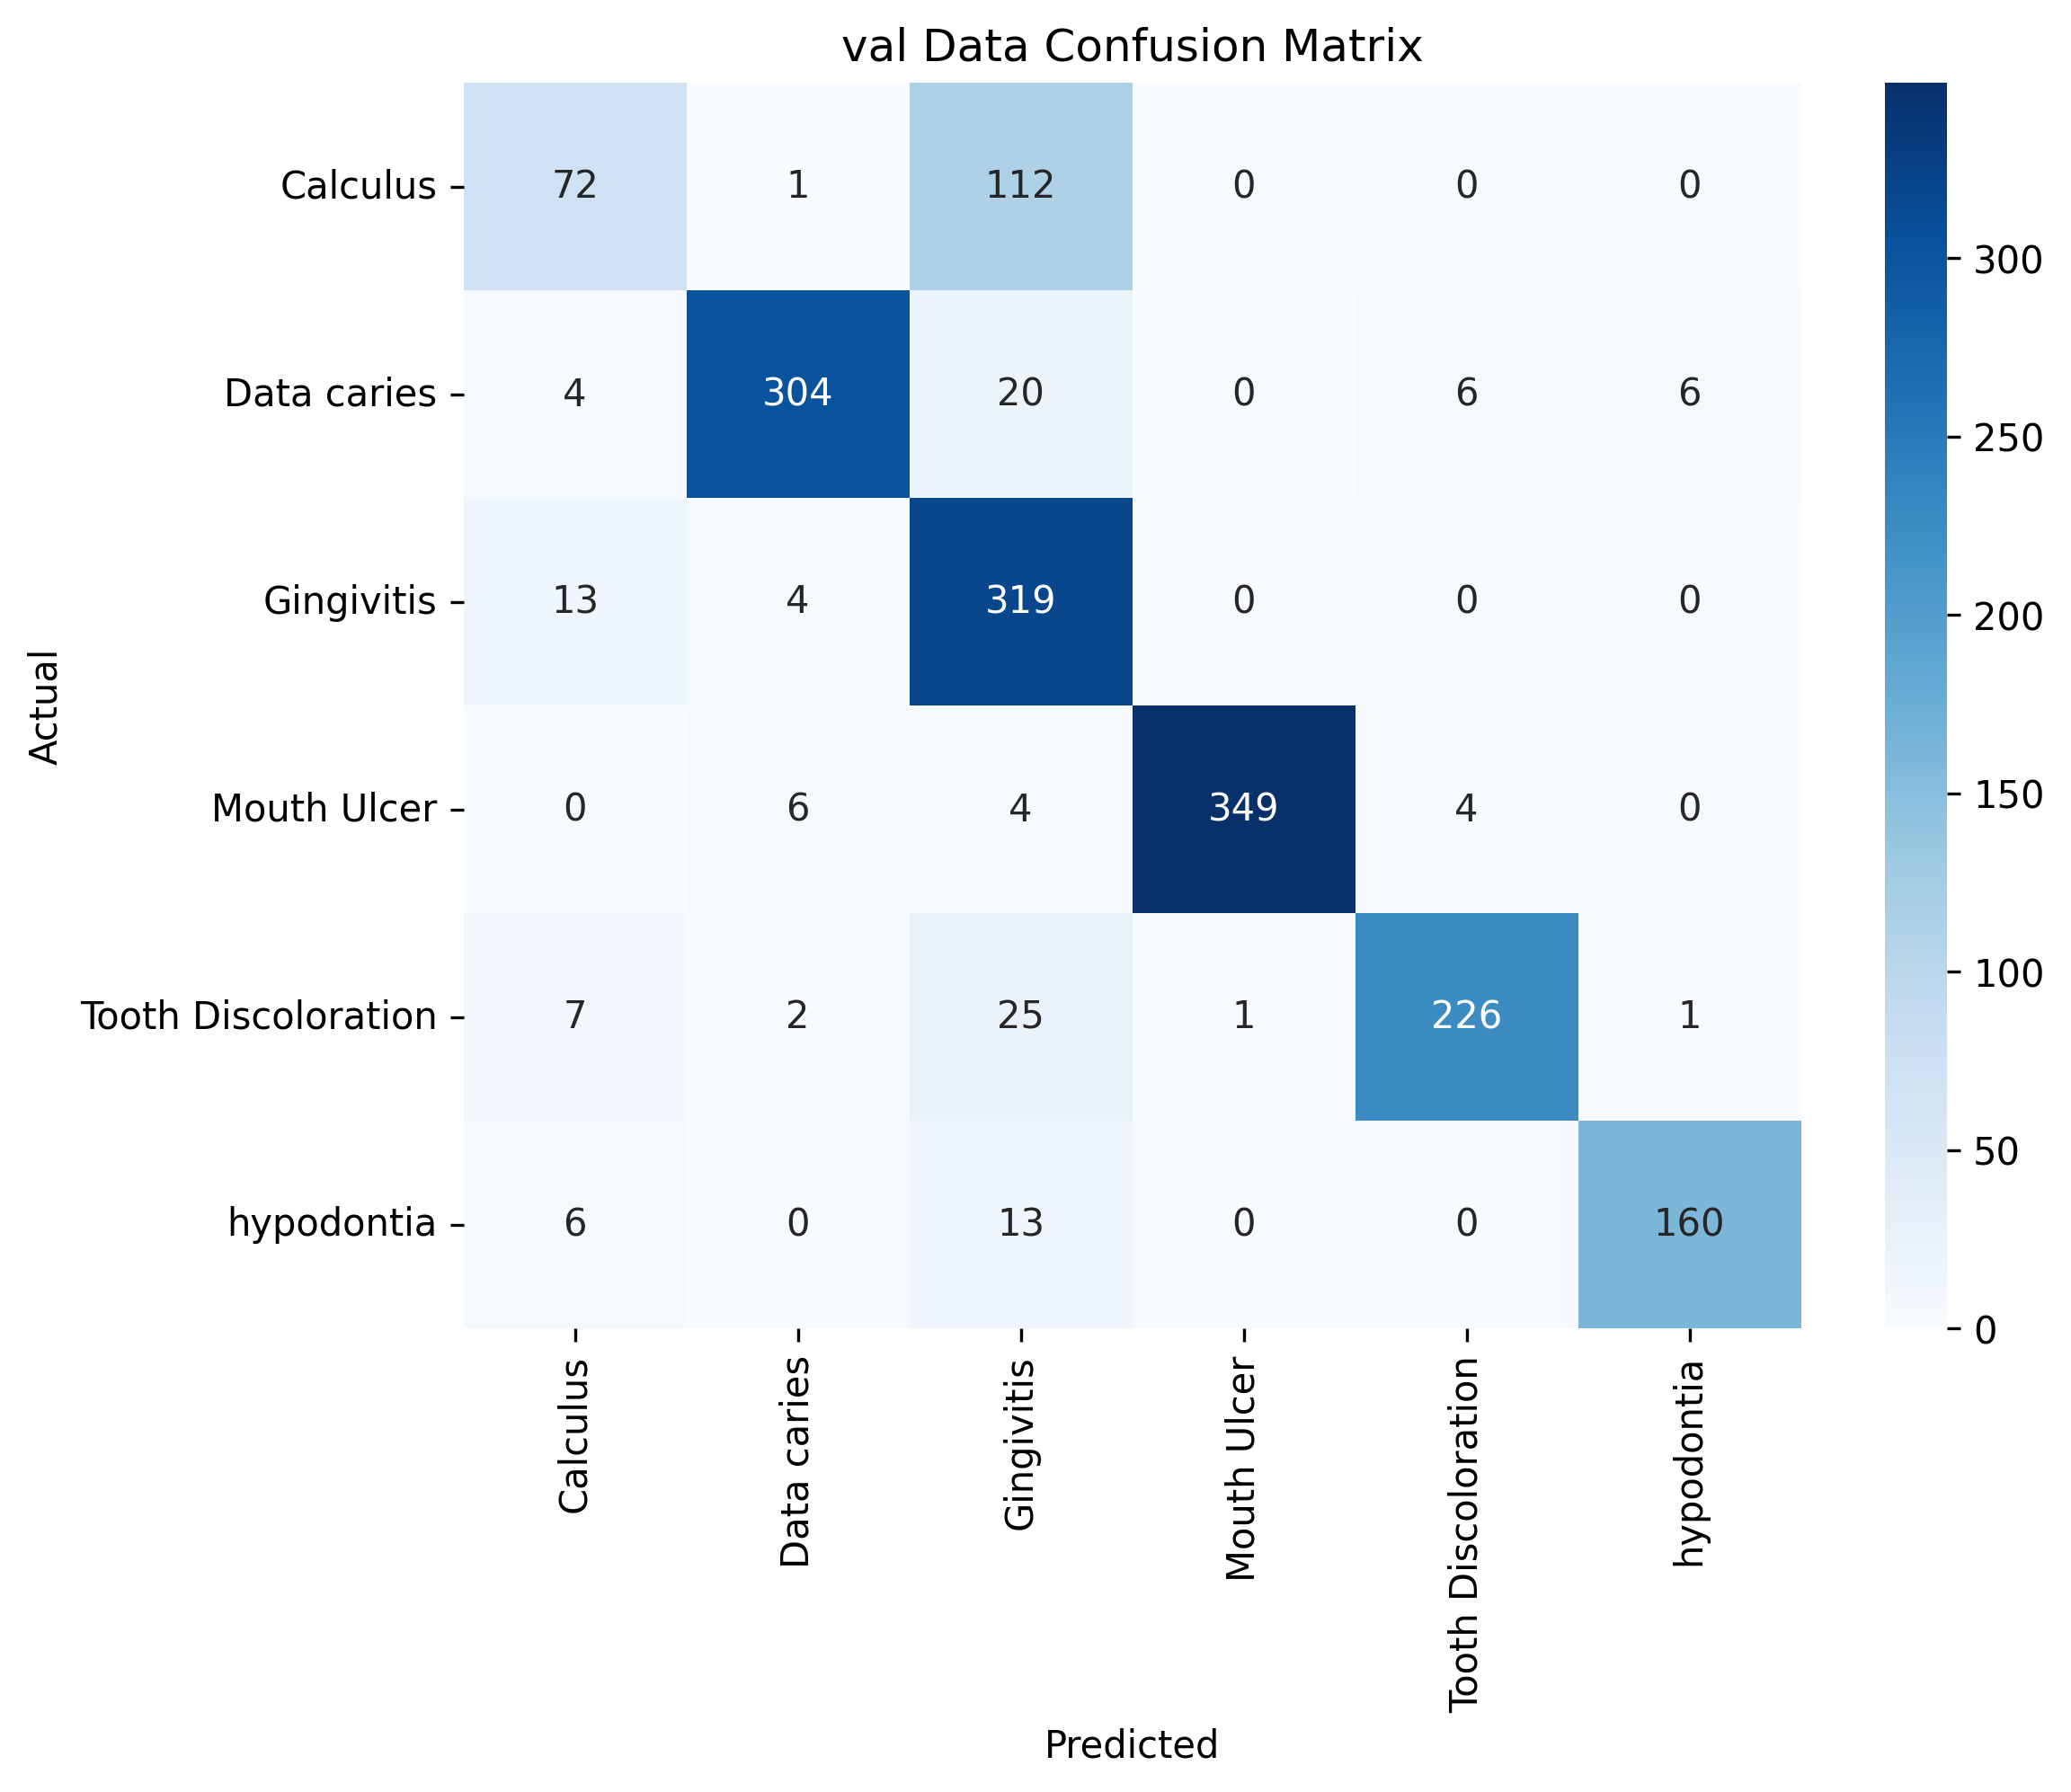 val Data Confusion Matrix
Actual
Calculus 72 1 112 0 0 0
Data caries 4 304 20 0 6 6
Gingivitis 13 4 319 0 0 0
Mouth Ulcer 0 6 4 349 4 0
Tooth Discoloration 7 2 25 1 226 1
hypodontia 6 0 13 0 0 160
Calculus
Data caries
Gingivitis
Mouth Ulcer
Tooth Discoloration
hypodontia
Predicted
300
250
200
150
100
50
0